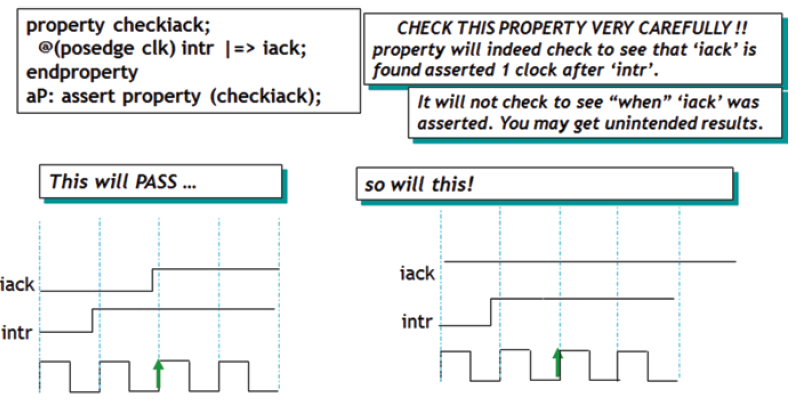 property checkiack;
@(posedge clk) intr |=> iack;
endproperty
aP: assert property (checkiack);
CHECK THIS PROPERTY VERY CAREFULLY !!
property will indeed check to see that ‘iack’ is
found asserted 1 clock after ‘intr’.
It will not check to see “when” ‘iack’ was
asserted. You may get unintended results.
This will PASS …
so will this!
iack
intr
iack
intr